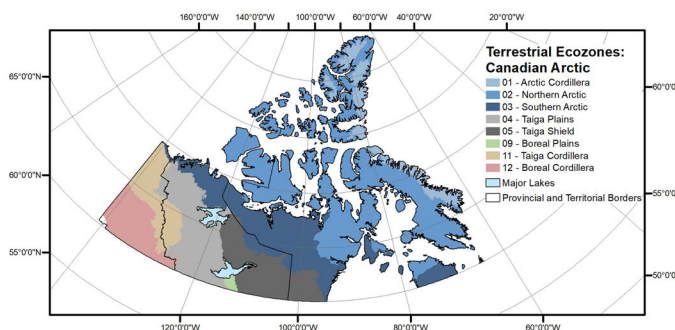 160°0'0"W 140°0'0"W 120°0'0"W 100°0'0"W 80°0'0"W 60°0'0"W 40°0'0"W 20°0'0"W
Terrestrial Ecozones:
Canadian Arctic
01 - Arctic Cordillera
02 - Northern Arctic
03 - Southern Arctic
04 - Taiga Plains
05 - Taiga Shield
09 - Boreal Plains
11 - Taiga Cordillera
12 - Boreal Cordillera
Major Lakes
Provincial and Territorial Borders
65°0'0"N
60°0'0"N
60°0'0"N
55°0'0"N
55°0'0"N
50°0'0"N
120°0'0"W 100°0'0"W 80°0'0"W 60°0'0"W